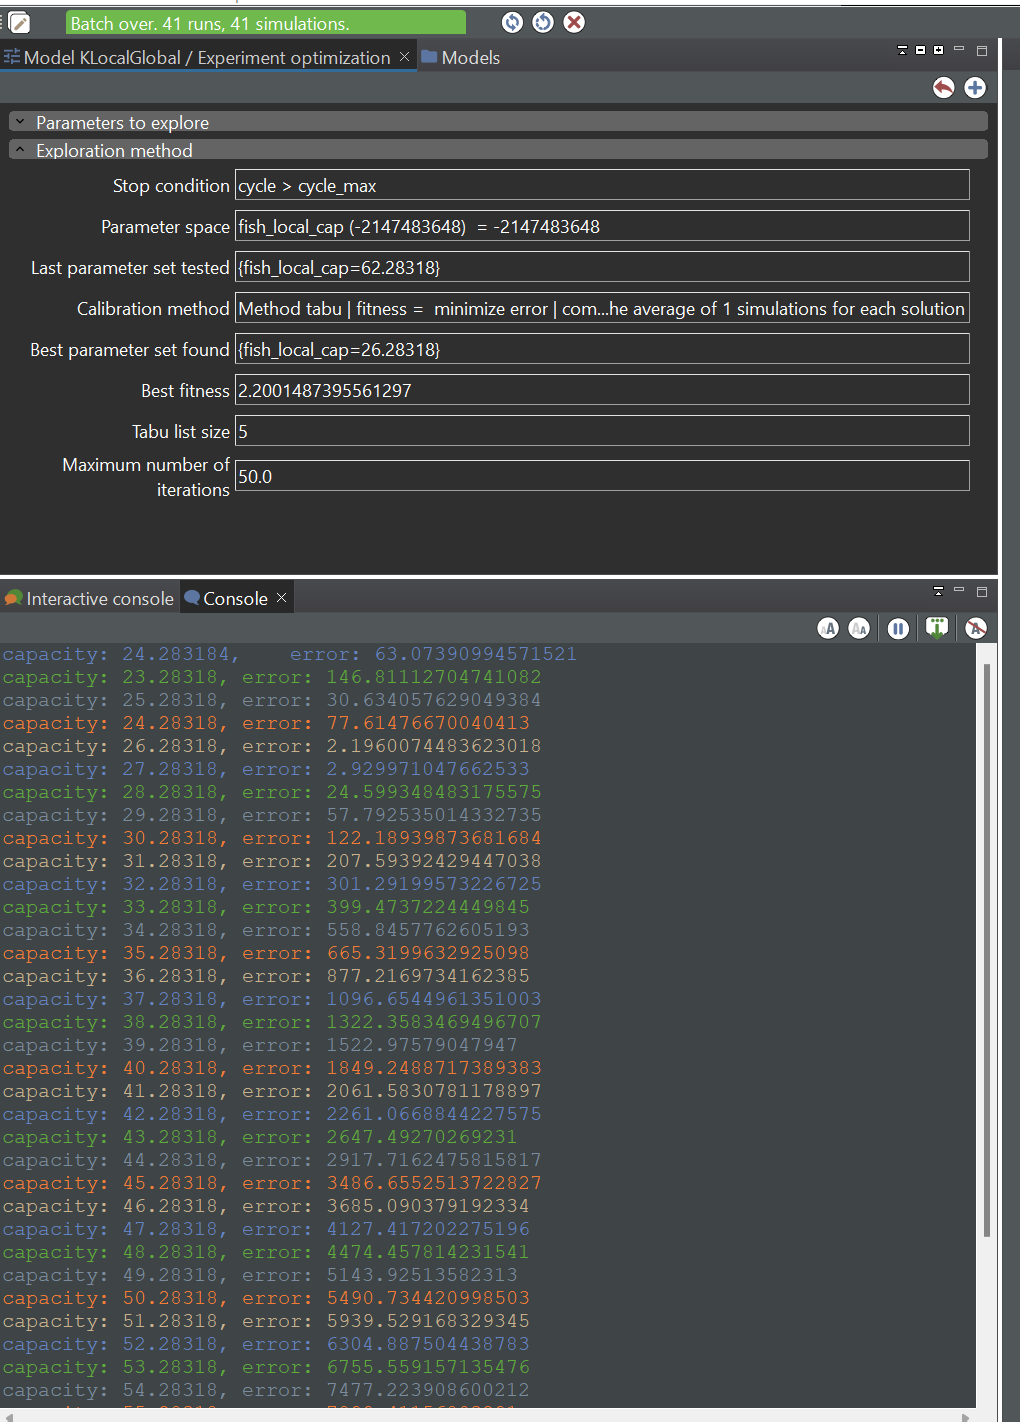 Batch over. 41 runs, 41 simulations.
Model KLocalGlobal / Experiment optimization
Models
Parameters to explore
Exploration method
Stop condition cycle > cycle_max
Parameter space fish_local_cap (-2147483648)  = -2147483648
Last parameter set tested {fish_local_cap=62.28318}
Calibration method Method tabu | fitness =  minimize error | com...he average of 1 simulations for each solution
Best parameter set found {fish_local_cap=26.28318}
Best fitness 2.2001487395561297
Tabu list size 5
Maximum number of
iterations 50.0
Interactive console
Console
capacity: 24.283184,    error: 63.07390994571521
capacity: 23.28318, error: 146.81112704741082
capacity: 25.28318, error: 30.634057629049384
capacity: 24.28318, error: 77.61476670040413
capacity: 26.28318, error: 2.1960074483623018
capacity: 27.28318, error: 2.929971047662533
capacity: 28.28318, error: 24.599348483175575
capacity: 29.28318, error: 57.792535014332735
capacity: 30.28318, error: 122.18939873681684
capacity: 31.28318, error: 207.59392429447038
capacity: 32.28318, error: 301.29199573226725
capacity: 33.28318, error: 399.4737224449845
capacity: 34.28318, error: 558.8457762605193
capacity: 35.28318, error: 665.3199632925098
capacity: 36.28318, error: 877.2169734162385
capacity: 37.28318, error: 1096.6544961351003
capacity: 38.28318, error: 1322.3583469496707
capacity: 39.28318, error: 1522.97579047947
capacity: 40.28318, error: 1849.2488717389383
capacity: 41.28318, error: 2061.5830781178897
capacity: 42.28318, error: 2261.0668844227575
capacity: 43.28318, error: 2647.49270269231
capacity: 44.28318, error: 2917.7162475815817
capacity: 45.28318, error: 3486.6552513722827
capacity: 46.28318, error: 3685.090379192334
capacity: 47.28318, error: 4127.417202275196
capacity: 48.28318, error: 4474.457814231541
capacity: 49.28318, error: 5143.92513582313
capacity: 50.28318, error: 5490.734420998503
capacity: 51.28318, error: 5939.529168329345
capacity: 52.28318, error: 6304.887504438783
capacity: 53.28318, error: 6755.559157135476
capacity: 54.28318, error: 7477.223908600212